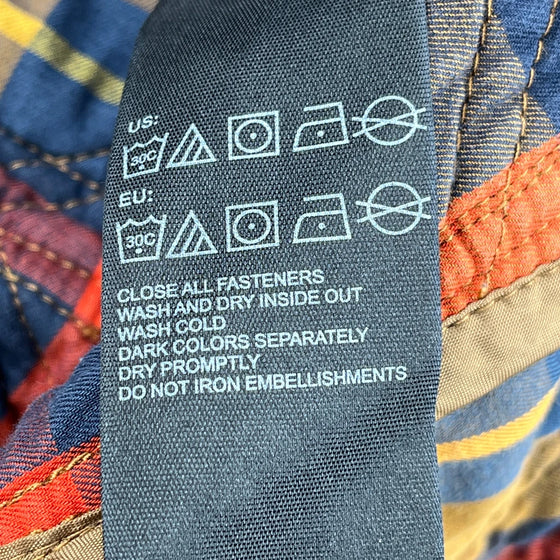 US:
30C
EU:
30C
CLOSE ALL FASTENERS
WASH AND DRY INSIDE OUT
WASH COLD
DARK COLORS SEPARATELY
DRY PROMPTLY
DO NOT IRON EMBELLISHMENTS